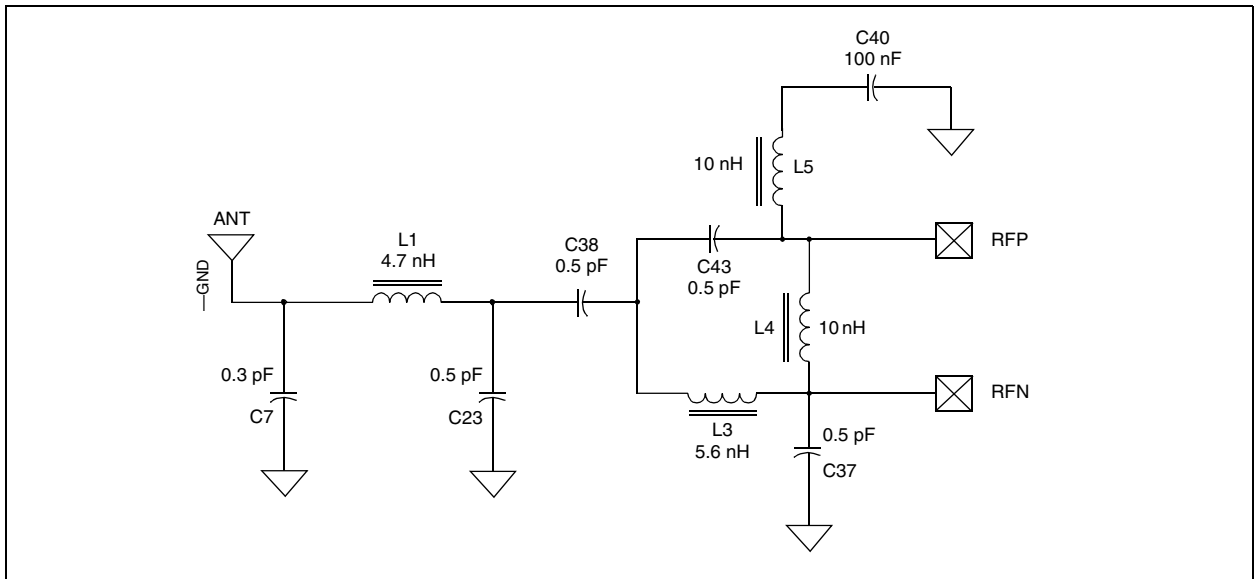 C40
100 nF
10 nH
L5
ANT
—GND
L1
4.7 nH
C38
0.5 pF
C43
0.5 pF
RFP
L4
10 nH
0.3 pF
C7
0.5 pF
C23
RFN
L3
5.6 nH
0.5 pF
C37